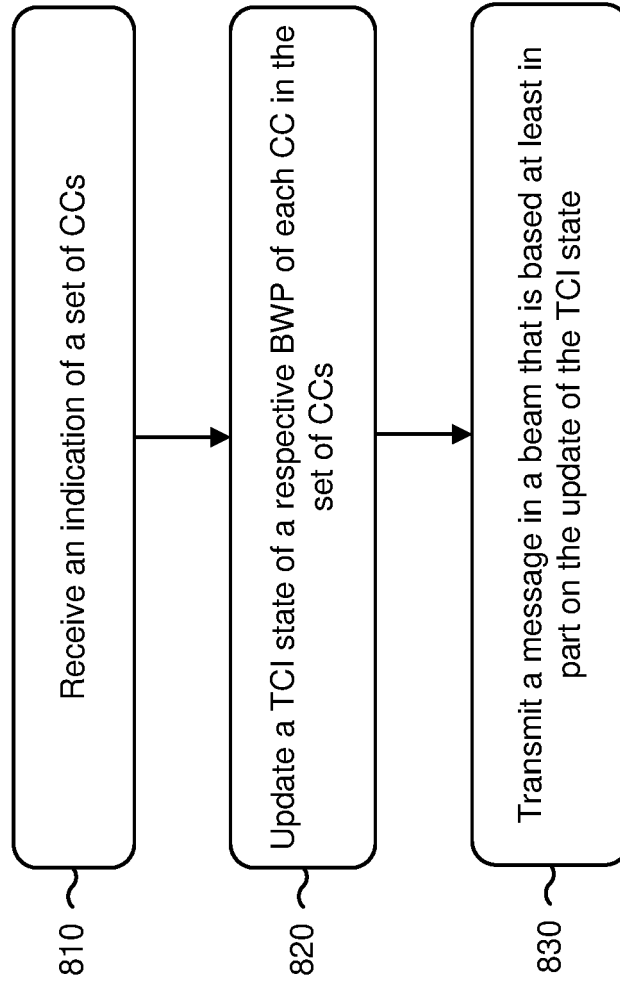 810
Receive an indication of a set of CCs
820
Update a TCI state of a respective BWP of each CC in the
set of CCs
830
Transmit a message in a beam that is based at least in
part on the update of the TCI state